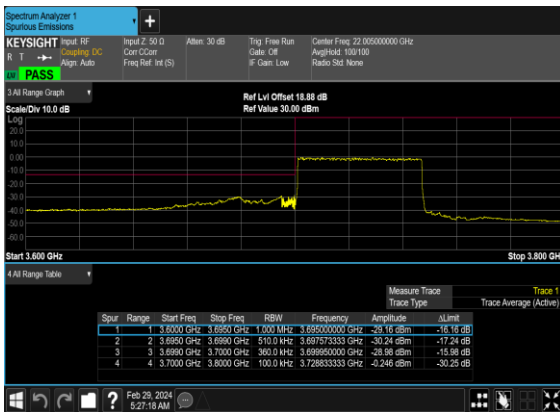 Spectrum Analyzer 1
Spurious Emissions
KEYSIGHT Input: RF Input Z: 50 Ω Atten: 30 dB Trig: Free Run Center Freq: 22.005000000 GHz
R T Coupling: DC Corr CCorr Gate: Off Avg|Hold: 100/100
Align: Auto Freq Ref: Int (S) IF Gain: Low Radio Std: None
PASS
3 All Range Graph
Ref Lvl Offset 18.88 dB
Scale/Div 10.0 dB Ref Value 30.00 dBm
Log
20.0
10.0
0.00
-10.0
-20.0
-30.0
-40.0
-50.0
-60.0
Start 3.600 GHz Stop 3.800 GH
4 All Range Table
Measure Trace Trace 1
Trace Type Trace Average (Active)
Spur Range Start Freq Stop Freq RBW Frequency Amplitude ΔLimit
1 1 3.6000 GHz 3.6950 GHz 1.000 MHz 3.695000000 GHz -29.16 dBm -16.16 dB
2 2 3.6950 GHz 3.6990 GHz 510.0 kHz 3.697573333 GHz -30.24 dBm -17.24 dB
3 3 3.6990 GHz 3.7000 GHz 360.0 kHz 3.699950000 GHz -28.98 dBm -15.98 dB
4 4 3.7000 GHz 3.8000 GHz 100.0 kHz 3.728833333 GHz -0.246 dBm -30.25 dB
Feb 29, 2024
5:27:18 AM